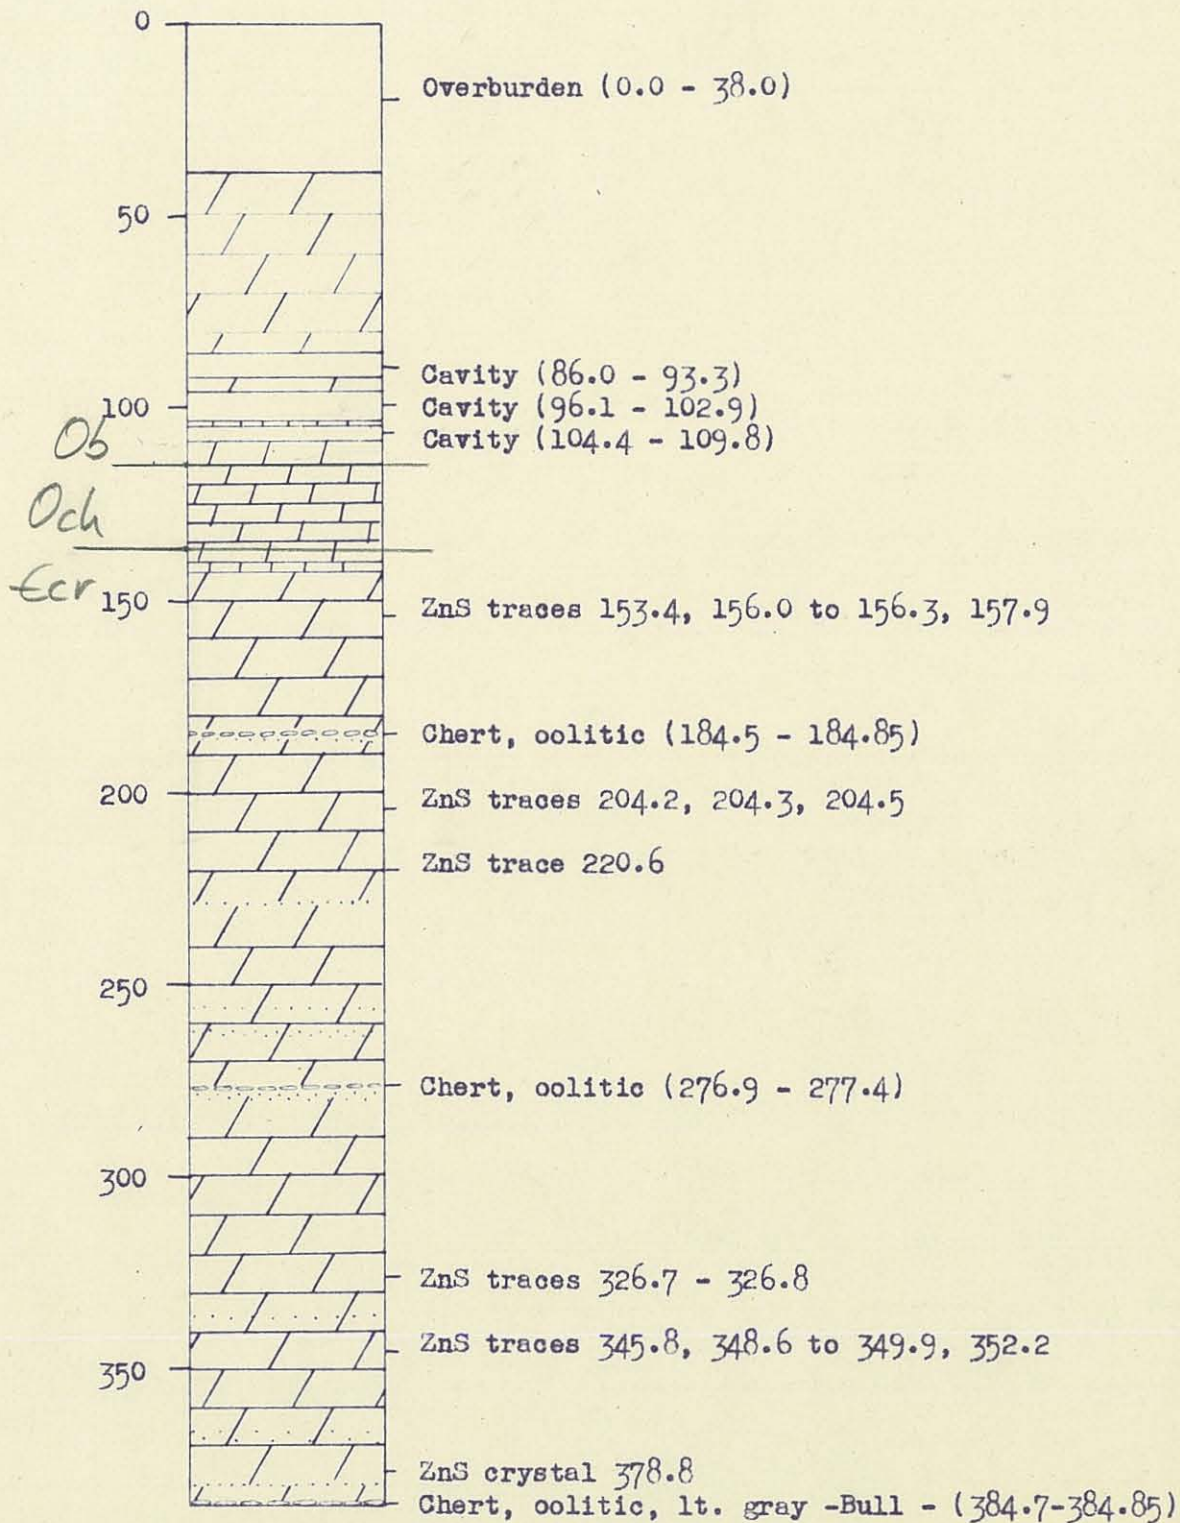 0
Overburden (0.0 - 38.0)
50
Cavity (86.0 - 93.3)
100
Cavity (96.1 - 102.9)
Cavity (104.4 - 109.8)
Ob
Och
Єcr
150
ZnS traces 153.4, 156.0 to 156.3, 157.9
Chert, oolitic (184.5 - 184.85)
200
ZnS traces 204.2, 204.3, 204.5
ZnS trace 220.6
250
Chert, oolitic (276.9 - 277.4)
300
ZnS traces 326.7 - 326.8
ZnS traces 345.8, 348.6 to 349.9, 352.2
350
ZnS crystal 378.8
Chert, oolitic, lt. gray -Bull - (384.7-384.85)